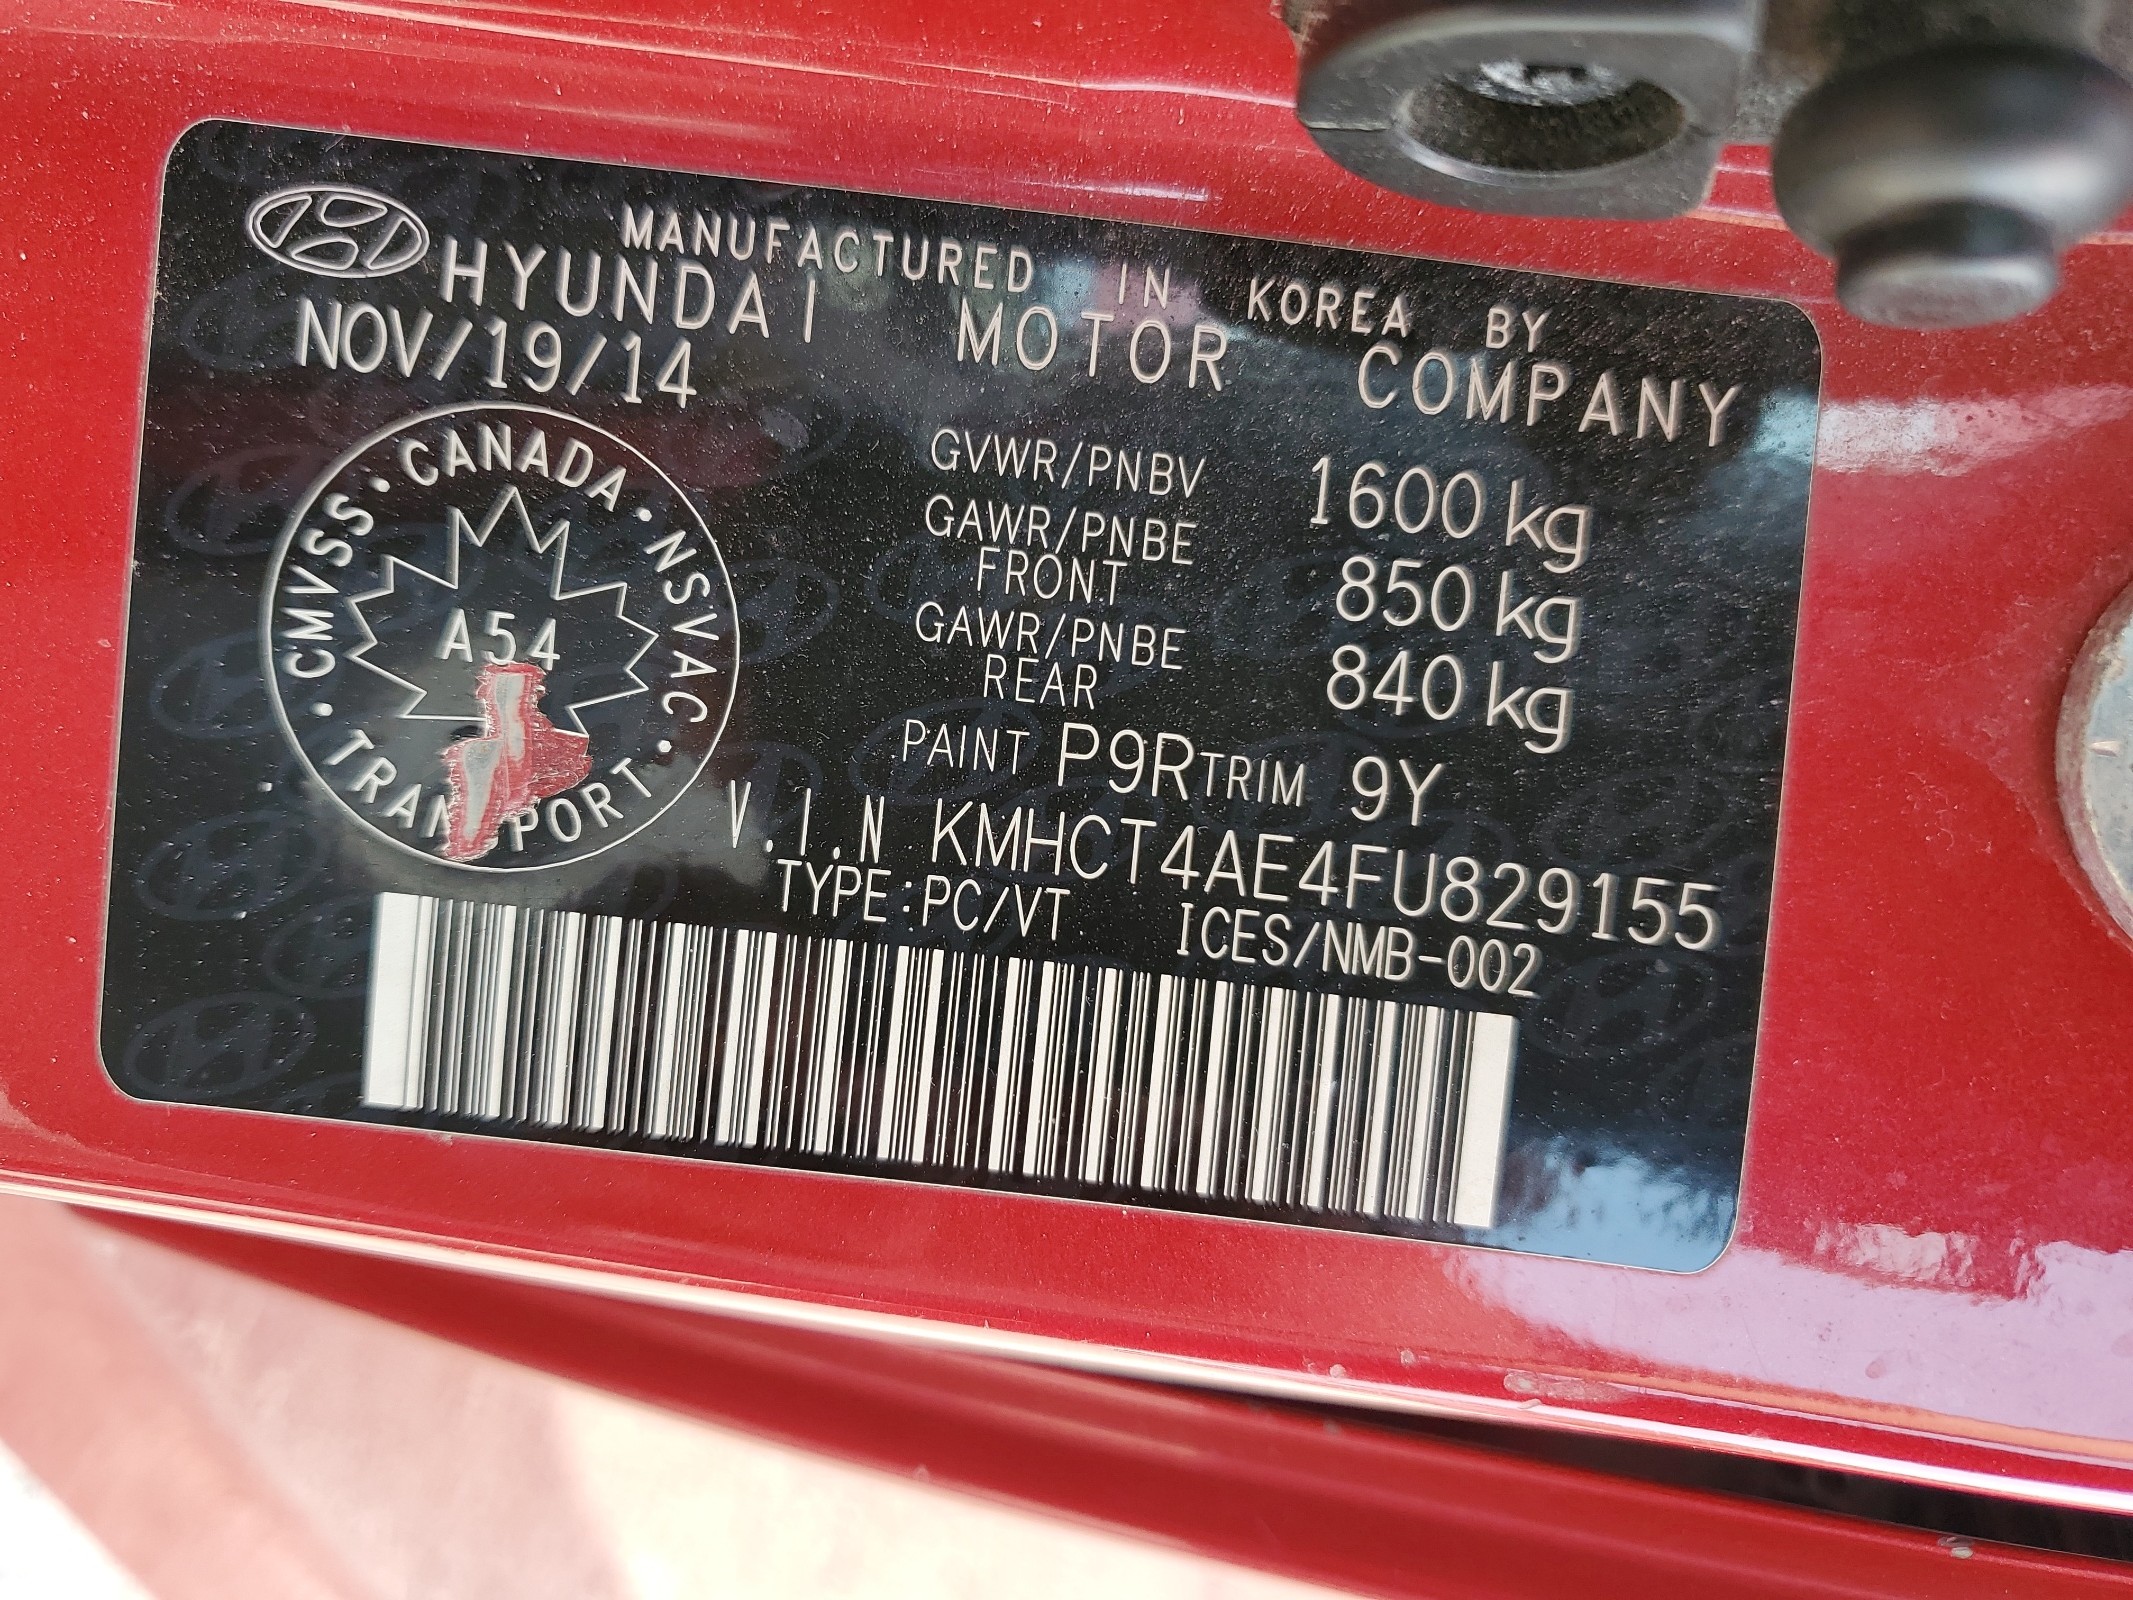 MANUFACTURED IN KOREA BY
HYUNDAI MOTOR COMPANY
NOV/19/14
CMVSS · CANADA · NSVAC ·
A54
· TRANSPORT ·
GVWR/PNBV 1600 kg
GAWR/PNBE FRONT 850 kg
GAWR/PNBE REAR 840 kg
PAINT P9R TRIM 9Y
V.I.N KMHCT4AE4FU829155
TYPE:PC/VT ICES/NMB-002